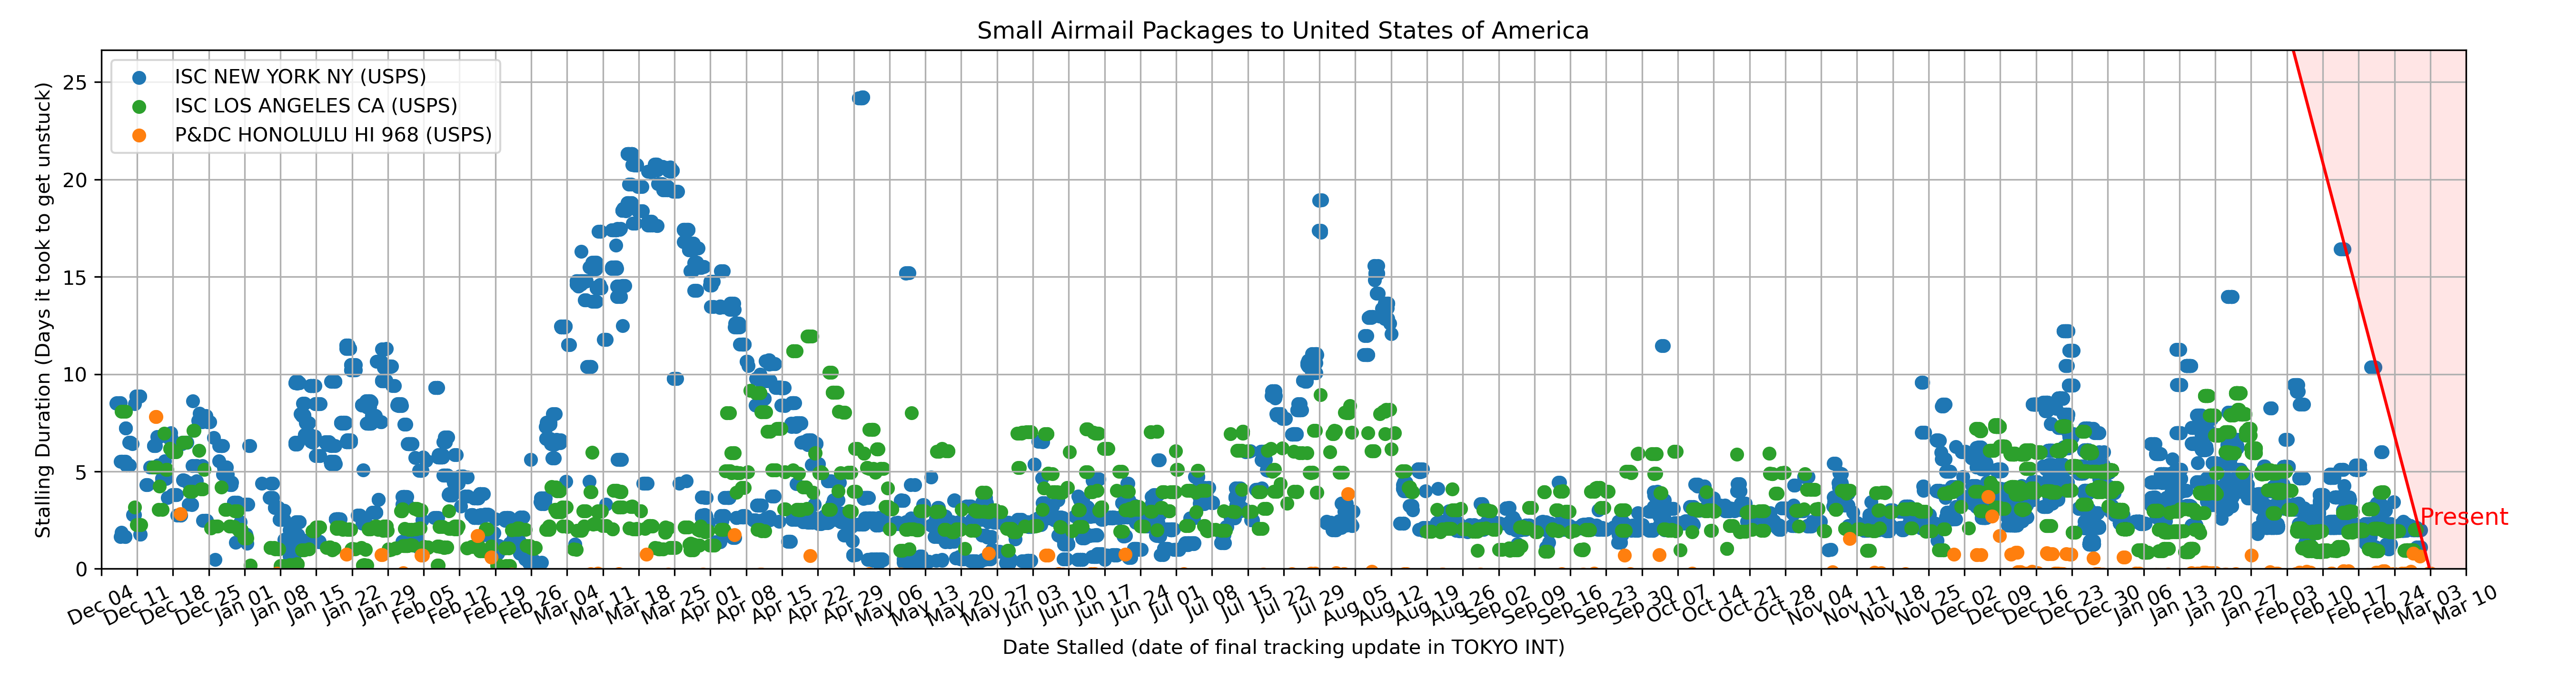 Small Airmail Packages to United States of America
ISC NEW YORK NY (USPS)
ISC LOS ANGELES CA (USPS)
P&DC HONOLULU HI 968 (USPS)
Stalling Duration (Days it took to get unstuck)
25
20
15
10
5
0
Present
Dec 04
Dec 11
Dec 18
Dec 25
Jan 01
Jan 08
Jan 15
Jan 22
Jan 29
Feb 05
Feb 12
Feb 19
Feb 26
Mar 04
Mar 11
Mar 18
Mar 25
Apr 01
Apr 08
Apr 15
Apr 22
Apr 29
May 06
May 13
May 20
May 27
Jun 03
Jun 10
Jun 17
Jun 24
Jul 01
Jul 08
Jul 15
Jul 22
Jul 29
Aug 05
Aug 12
Aug 19
Aug 26
Sep 02
Sep 09
Sep 16
Sep 23
Sep 30
Oct 07
Oct 14
Oct 21
Oct 28
Nov 04
Nov 11
Nov 18
Nov 25
Dec 02
Dec 09
Dec 16
Dec 23
Dec 30
Jan 06
Jan 13
Jan 20
Jan 27
Feb 03
Feb 10
Feb 17
Feb 24
Mar 03
Mar 10
Date Stalled (date of final tracking update in TOKYO INT)